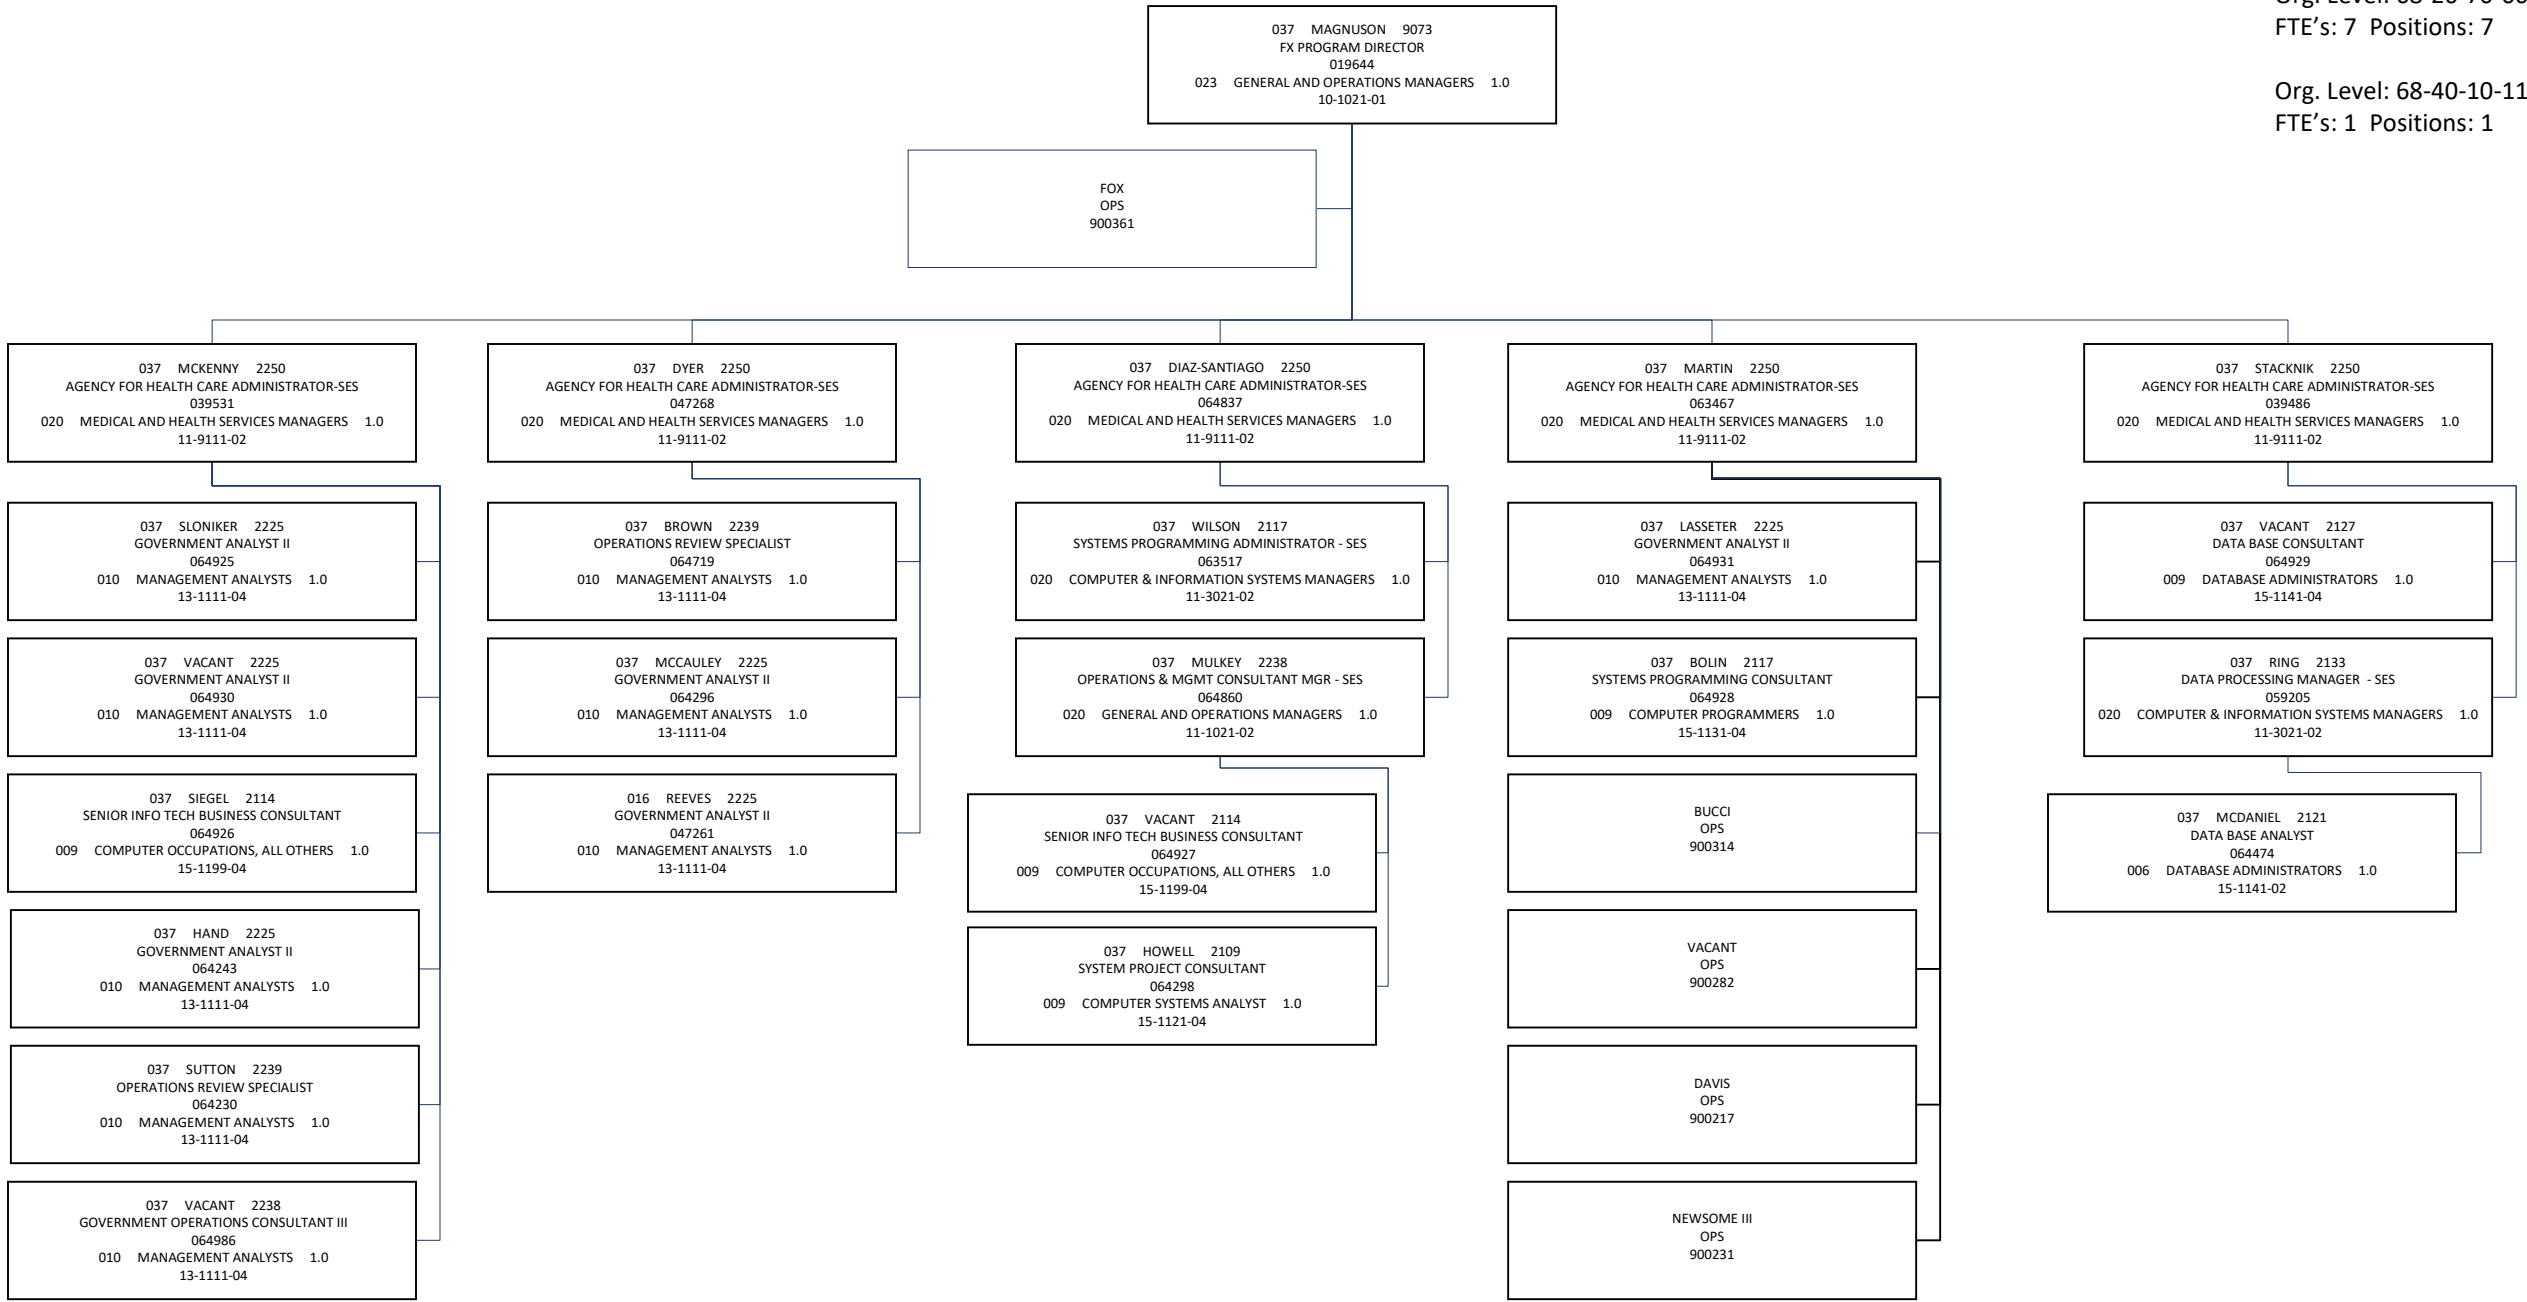 037 MAGNUSON 9073
FX PROGRAM DIRECTOR
019644
023 GENERAL AND OPERATIONS MANAGERS 1.0
10-1021-01
FTE’s: 7 Positions: 7
Org. Level: 68-40-10-11
FTE’s: 1 Positions: 1
FOX
OPS
900361
037 MCKENNY 2250
AGENCY FOR HEALTH CARE ADMINISTRATOR-SES
039531
020 MEDICAL AND HEALTH SERVICES MANAGERS 1.0
11-9111-02
037 SLONIKER 2225
GOVERNMENT ANALYST II
064925
010 MANAGEMENT ANALYSTS 1.0
13-1111-04
037 VACANT 2225
GOVERNMENT ANALYST II
064930
010 MANAGEMENT ANALYSTS 1.0
13-1111-04
037 SIEGEL 2114
SENIOR INFO TECH BUSINESS CONSULTANT
064926
009 COMPUTER OCCUPATIONS, ALL OTHERS 1.0
15-1199-04
037 HAND 2225
GOVERNMENT ANALYST II
064243
010 MANAGEMENT ANALYSTS 1.0
13-1111-04
037 SUTTON 2239
OPERATIONS REVIEW SPECIALIST
064230
010 MANAGEMENT ANALYSTS 1.0
13-1111-04
037 VACANT 2238
GOVERNMENT OPERATIONS CONSULTANT III
064986
010 MANAGEMENT ANALYSTS 1.0
13-1111-04
037 DYER 2250
AGENCY FOR HEALTH CARE ADMINISTRATOR-SES
047268
020 MEDICAL AND HEALTH SERVICES MANAGERS 1.0
11-9111-02
037 BROWN 2239
OPERATIONS REVIEW SPECIALIST
064719
010 MANAGEMENT ANALYSTS 1.0
13-1111-04
037 MCCAULEY 2225
GOVERNMENT ANALYST II
064296
010 MANAGEMENT ANALYSTS 1.0
13-1111-04
016 REEVES 2225
GOVERNMENT ANALYST II
047261
010 MANAGEMENT ANALYSTS 1.0
13-1111-04
037 DIAZ-SANTIAGO 2250
AGENCY FOR HEALTH CARE ADMINISTRATOR-SES
064837
020 MEDICAL AND HEALTH SERVICES MANAGERS 1.0
11-9111-02
037 WILSON 2117
SYSTEMS PROGRAMMING ADMINISTRATOR - SES
063517
020 COMPUTER & INFORMATION SYSTEMS MANAGERS 1.0
11-3021-02
037 MULKEY 2238
OPERATIONS & MGMT CONSULTANT MGR - SES
064860
020 GENERAL AND OPERATIONS MANAGERS 1.0
11-1021-02
037 VACANT 2114
SENIOR INFO TECH BUSINESS CONSULTANT
064927
009 COMPUTER OCCUPATIONS, ALL OTHERS 1.0
15-1199-04
037 HOWELL 2109
SYSTEM PROJECT CONSULTANT
064298
009 COMPUTER SYSTEMS ANALYST 1.0
15-1121-04
037 MARTIN 2250
AGENCY FOR HEALTH CARE ADMINISTRATOR-SES
063467
020 MEDICAL AND HEALTH SERVICES MANAGERS 1.0
11-9111-02
037 LASSETER 2225
GOVERNMENT ANALYST II
064931
010 MANAGEMENT ANALYSTS 1.0
13-1111-04
037 BOLIN 2117
SYSTEMS PROGRAMMING CONSULTANT
064928
009 COMPUTER PROGRAMMERS 1.0
15-1131-04
BUCCI
OPS
900314
VACANT
OPS
900282
DAVIS
OPS
900217
NEWSOME III
OPS
900231
037 STACKNIK 2250
AGENCY FOR HEALTH CARE ADMINISTRATOR-SES
039486
020 MEDICAL AND HEALTH SERVICES MANAGERS 1.0
11-9111-02
037 VACANT 2127
DATA BASE CONSULTANT
064929
009 DATABASE ADMINISTRATORS 1.0
15-1141-04
037 RING 2133
DATA PROCESSING MANAGER - SES
059205
020 COMPUTER & INFORMATION SYSTEMS MANAGERS 1.0
11-3021-02
037 MCDANIEL 2121
DATA BASE ANALYST
064474
006 DATABASE ADMINISTRATORS 1.0
15-1141-02